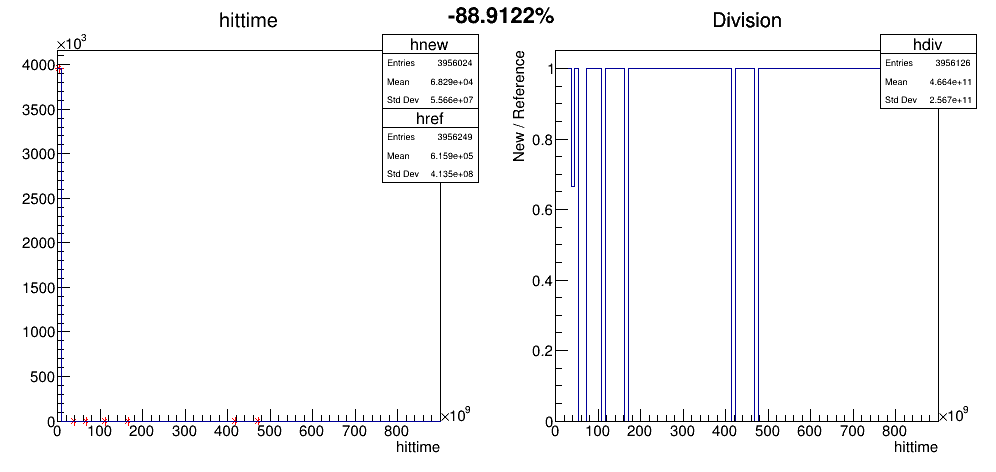 -88.9122%
hittime
×10³
4000
3500
3000
2500
2000
1500
1000
500
0
0 100 200 300 400 500 600 700 800
×10⁹
hittime
hnew
Entries 3956024
Mean 6.829e+04
Std Dev 5.566e+07
href
Entries 3956249
Mean 6.159e+05
Std Dev 4.135e+08
Division
New / Reference
1
0.8
0.6
0.4
0.2
0
0 100 200 300 400 500 600 700 800
×10⁹
hittime
hdiv
Entries 3956126
Mean 4.664e+11
Std Dev 2.567e+11